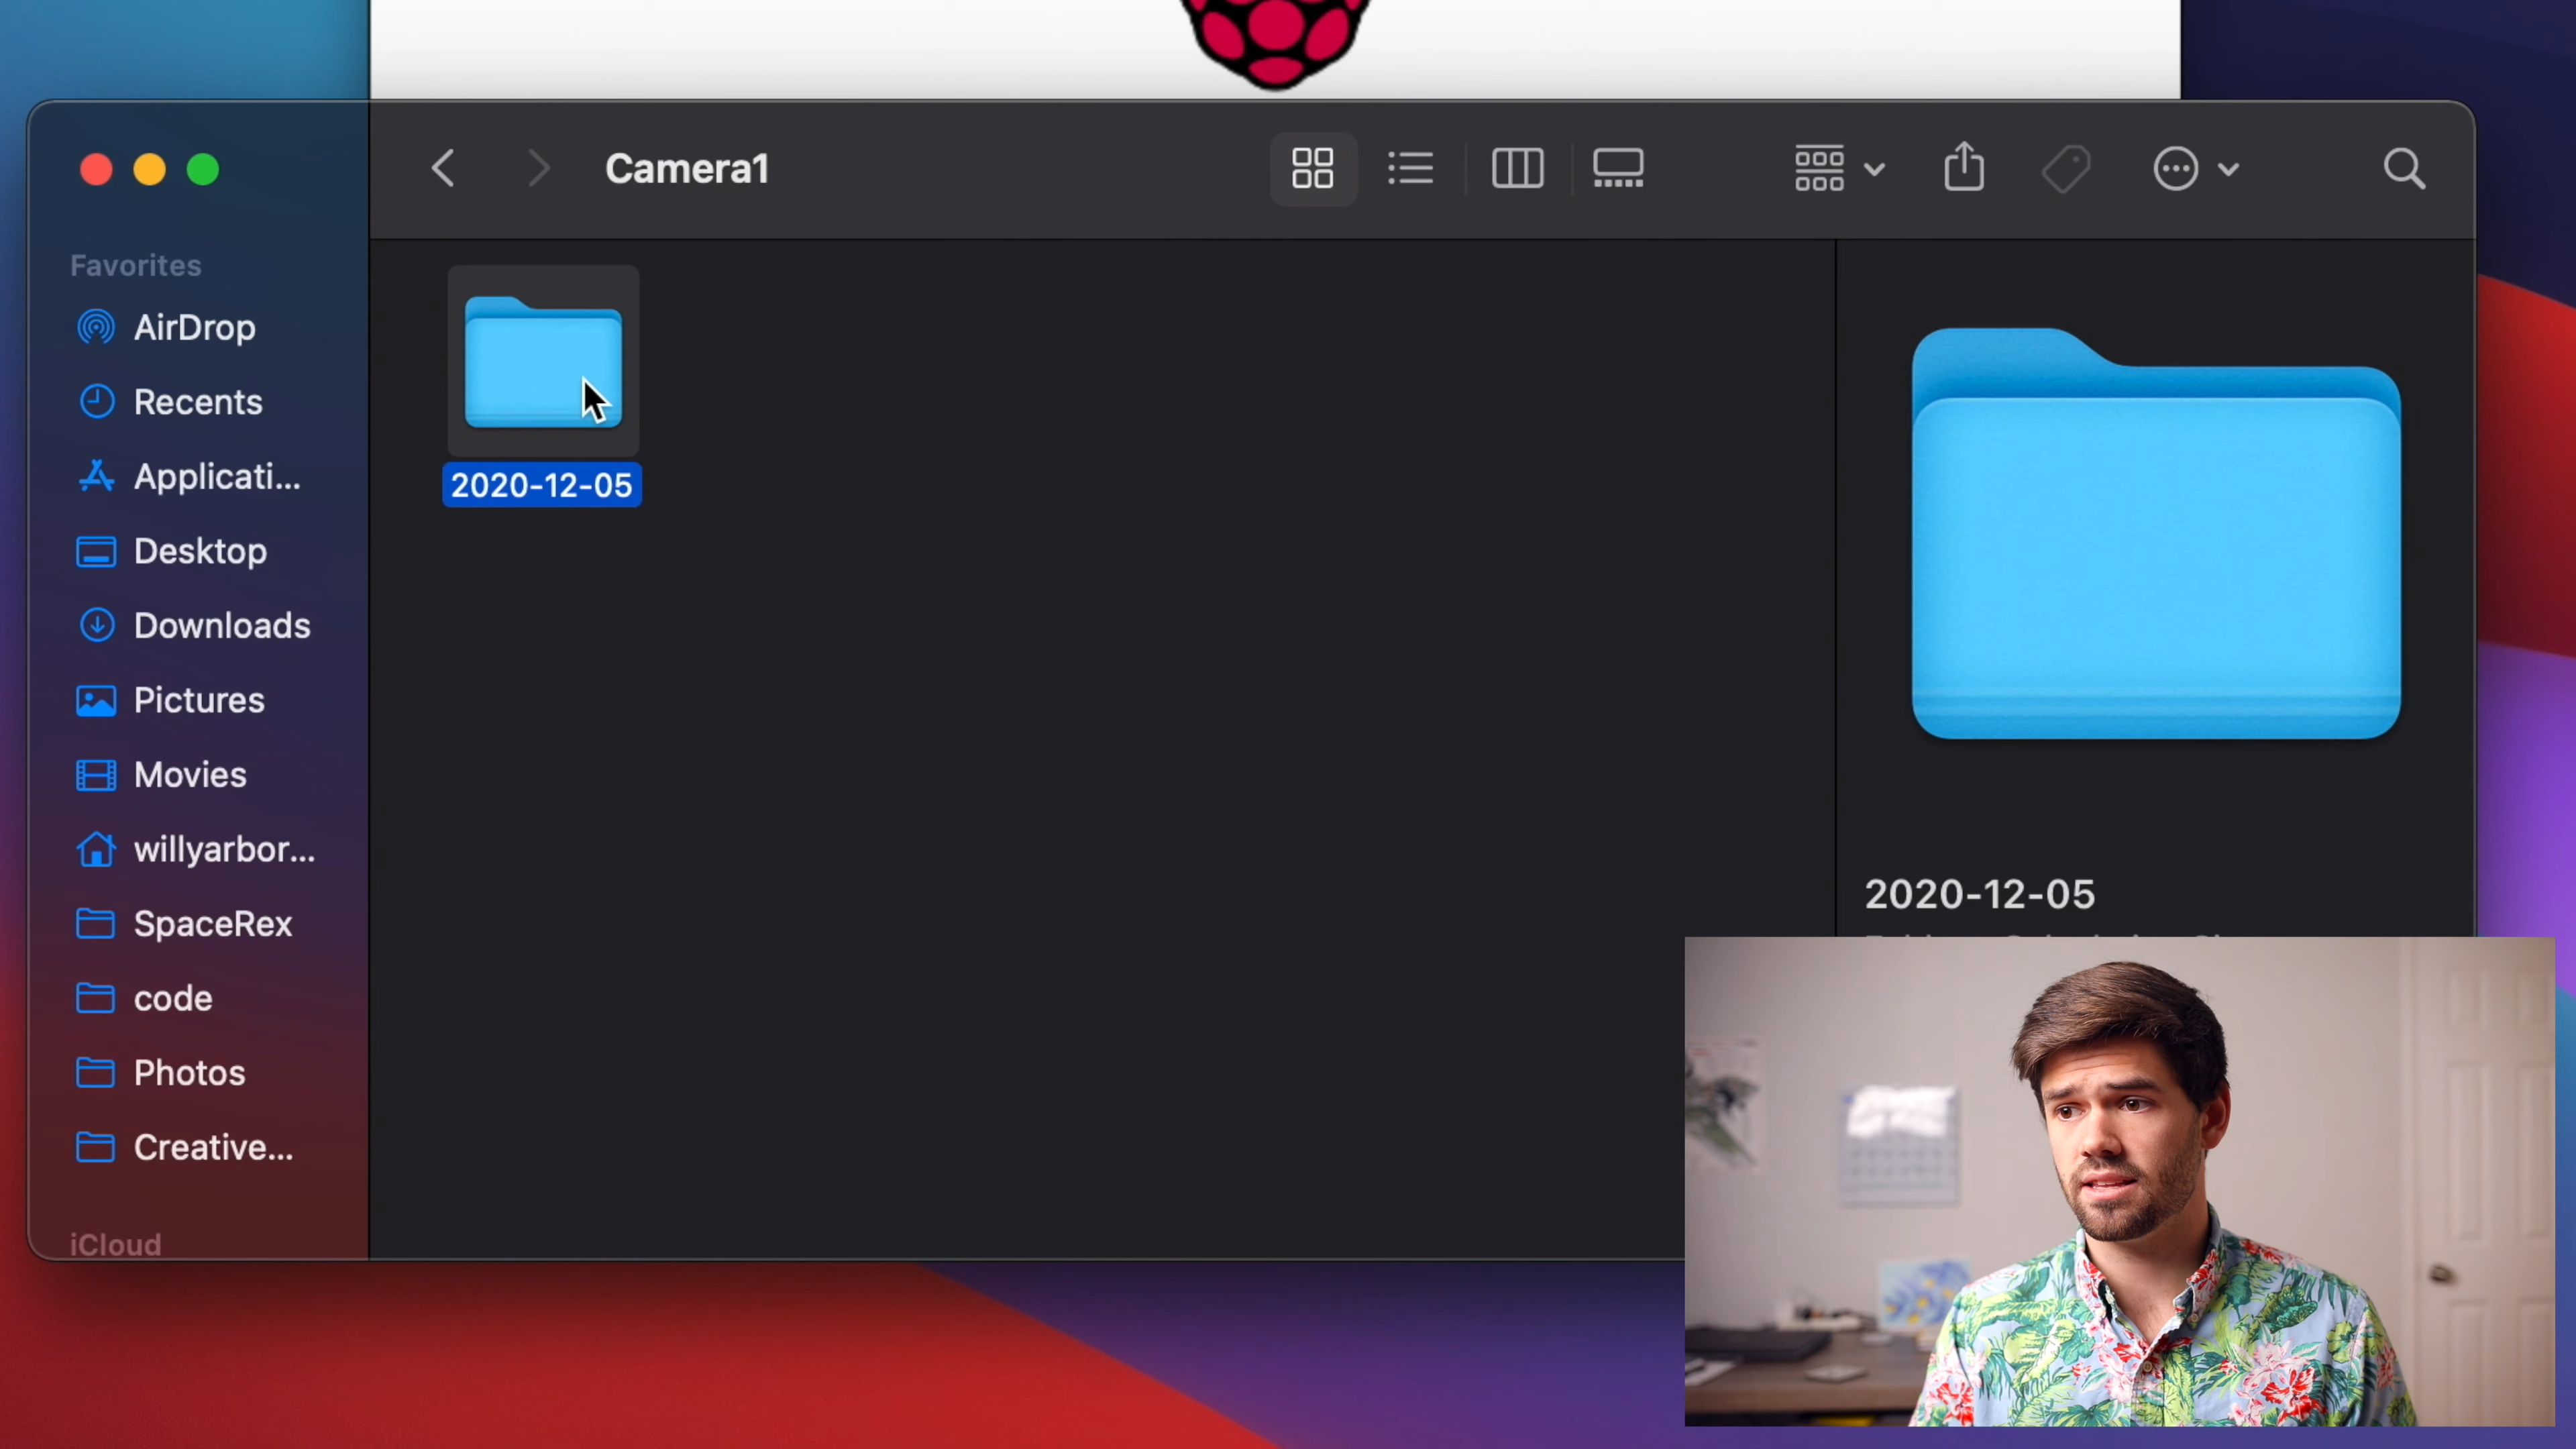 Camera1
Favorites
AirDrop
Recents
Applicati...
Desktop
Downloads
Pictures
Movies
willyarbor...
SpaceRex
code
Photos
Creative...
iCloud
2020-12-05
2020-12-05